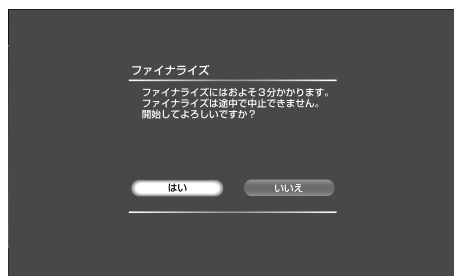 ファイナライズ
ファイナライズにはおよそ3分かかります。
ファイナライズは途中で中止できません。
開始してよろしいですか？
はい
いいえ